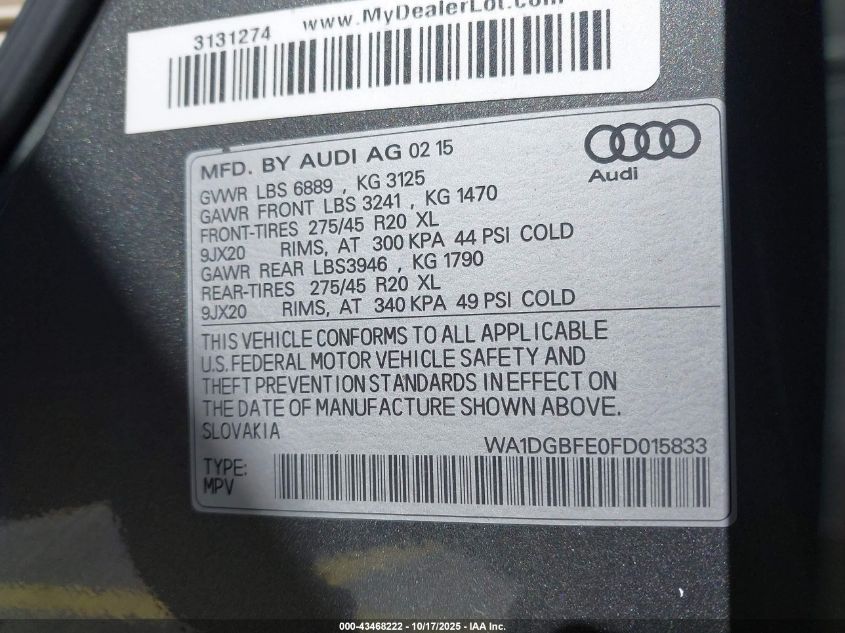 www.MyDealerLot.com
3131274
Audi
MFD. BY AUDI AG 02 15
GVWR LBS 6889 , KG 3125
GAWR FRONT LBS 3241 , KG 1470
FRONT-TIRES 275/45 R20 XL
9JX20 RIMS, AT 300 KPA 44 PSI COLD
GAWR REAR LBS3946 , KG 1790
REAR-TIRES 275/45 R20 XL
9JX20 RIMS, AT 340 KPA 49 PSI COLD
THIS VEHICLE CONFORMS TO ALL APPLICABLE
U.S. FEDERAL MOTOR VEHICLE SAFETY AND
THEFT PREVENTION STANDARDS IN EFFECT ON
THE DATE OF MANUFACTURE SHOWN ABOVE.
SLOVAKIA
WA1DGBFE0FD015833
TYPE:
MPV
000-43468222 - 10/17/2025 - IAA Inc.